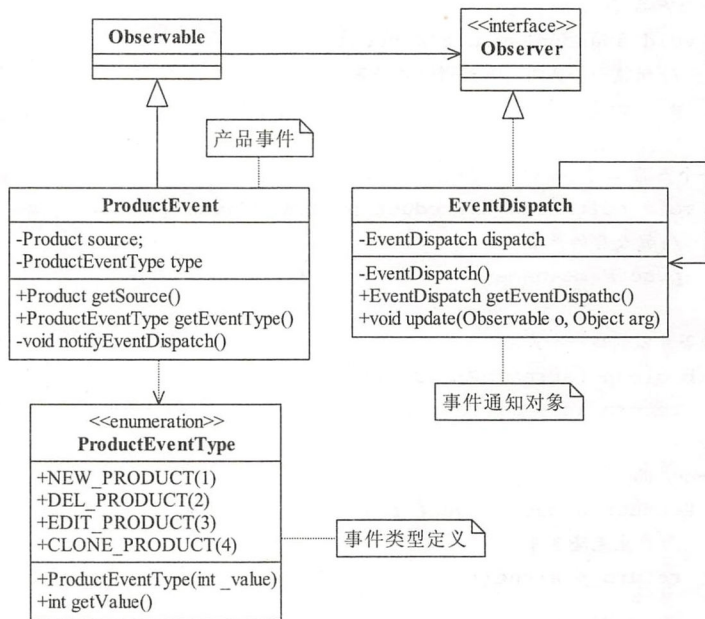 Observable
<<interface>>
Observer
产品事件
ProductEvent
-Product source;
-ProductEventType type
+Product getSource()
+ProductEventType getEventType()
-void notifyEventDispatch()
EventDispatch
-EventDispatch dispatch
-EventDispatch()
+EventDispatch getEventDispathc()
+void update(Observable o, Object arg)
事件通知对象
<<enumeration>>
ProductEventType
+NEW_PRODUCT(1)
+DEL_PRODUCT(2)
+EDIT_PRODUCT(3)
+CLONE_PRODUCT(4)
+ProductEventType(int _value)
+int getValue()
事件类型定义